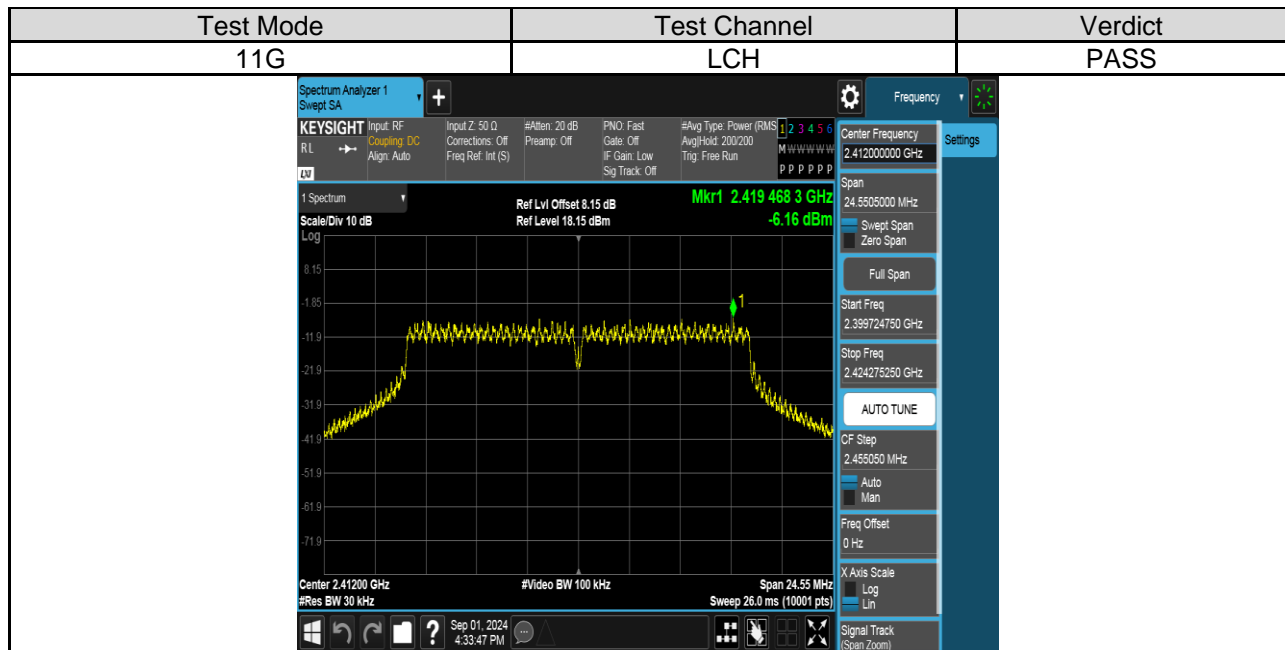 Test Mode Test Channel Verdict
11G LCH PASS
Spectrum Analyzer 1
Swept SA
+
Frequency
KEYSIGHT
RL
LXI
Input: RF
Coupling: DC
Align: Auto
Input Z: 50 Ω
Corrections: Off
Freq Ref: Int (S)
#Atten: 20 dB
Preamp: Off
PNO: Fast
Gate: Off
IF Gain: Low
Sig Track: Off
#Avg Type: Power (RMS
Avg|Hold: 200/200
Trig: Free Run
1 2 3 4 5 6
M W W W W W
P P P P P P
1 Spectrum
Scale/Div 10 dB
Log
Ref Lvl Offset 8.15 dB
Ref Level 18.15 dBm
Mkr1 2.419 468 3 GHz
-6.16 dBm
8.15
-1.85
-11.9
-21.9
-31.9
-41.9
-51.9
-61.9
-71.9
1
Center 2.41200 GHz
#Res BW 30 kHz
#Video BW 100 kHz
Span 24.55 MHz
Sweep 26.0 ms (10001 pts)
Center Frequency
2.412000000 GHz
Settings
Span
24.5505000 MHz
Swept Span
Zero Span
Full Span
Start Freq
2.399724750 GHz
Stop Freq
2.424275250 GHz
AUTO TUNE
CF Step
2.455050 MHz
Auto
Man
Freq Offset
0 Hz
X Axis Scale
Log
Lin
Signal Track
(Span Zoom)
?
Sep 01, 2024
4:33:47 PM